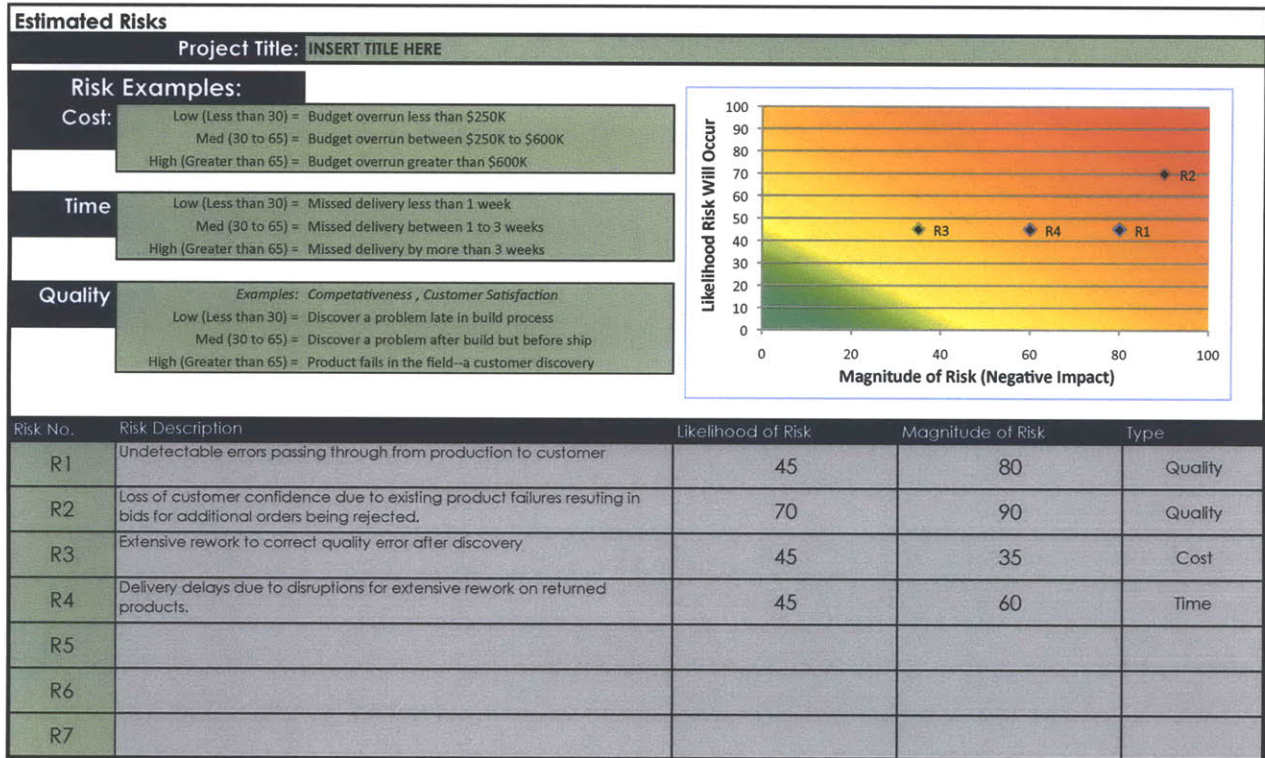 Estimated Risks
Project Title: INSERT TITLE HERE
Risk Examples:
Cost:
Low (Less than 30) = Budget overrun less than $250K
Med (30 to 65) = Budget overrun between $250K to $600K
High (Greater than 65) = Budget overrun greater than $600K
Time
Low (Less than 30) = Missed delivery less than 1 week
Med (30 to 65) = Missed delivery between 1 to 3 weeks
High (Greater than 65) = Missed delivery by more than 3 weeks
Quality
Examples: Competativeness , Customer Satisfaction
Low (Less than 30) = Discover a problem late in build process
Med (30 to 65) = Discover a problem after build but before ship
High (Greater than 65) = Product fails in the field--a customer discovery
Likelihood Risk Will Occur
100
90
80
70
60
50
40
30
20
10
0
R2
R3
R4
R1
0 20 40 60 80 100
Magnitude of Risk (Negative Impact)
Risk No. Risk Description Likelihood of Risk Magnitude of Risk Type
R1 Undetectable errors passing through from production to customer 45 80 Quality
R2 Loss of customer confidence due to existing product failures resuting in
bids for additional orders being rejected. 70 90 Quality
R3 Extensive rework to correct quality error after discovery 45 35 Cost
R4 Delivery delays due to disruptions for extensive rework on returned
products. 45 60 Time
R5
R6
R7